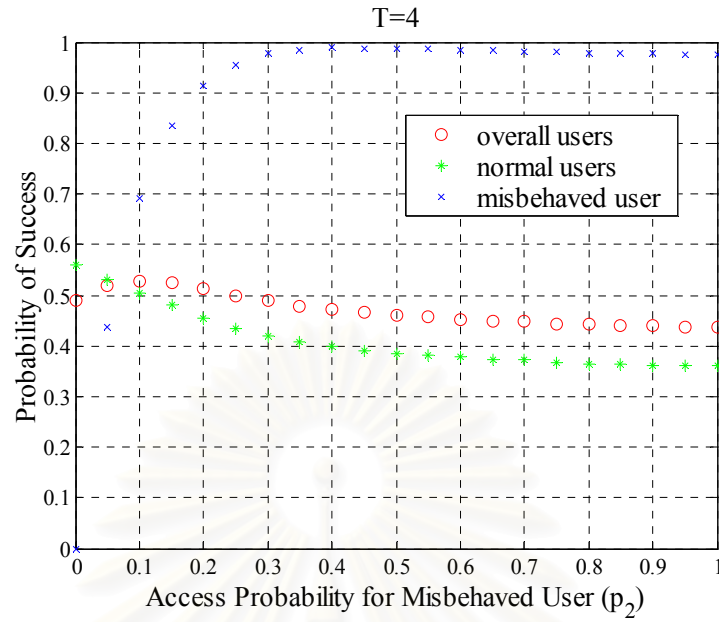 T=4
1
0.9
0.8
0.7
0.6
0.5
0.4
0.3
0.2
0.1
0
Probability of Success
overall users
normal users
misbehaved user
0 0.1 0.2 0.3 0.4 0.5 0.6 0.7 0.8 0.9 1
Access Probability for Misbehaved User (p₂)